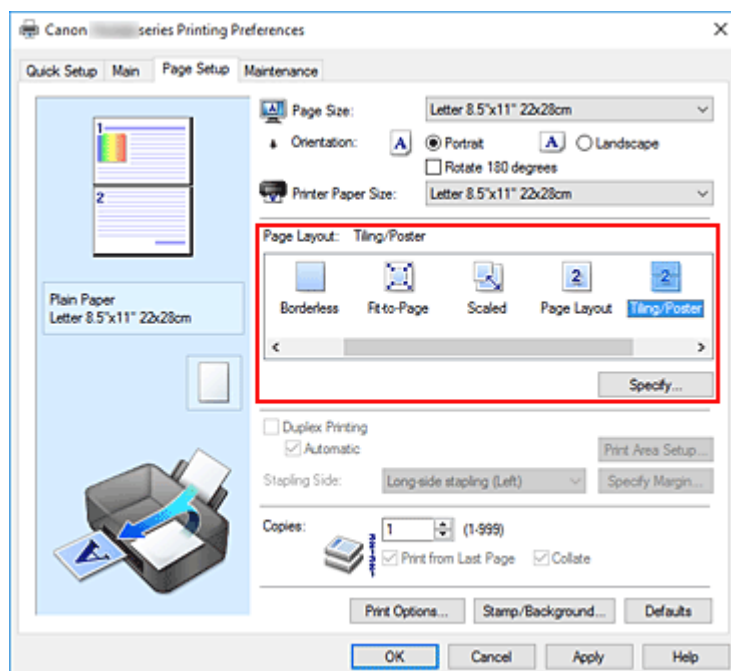 Canon series Printing Preferences
Quick Setup Main Page Setup Maintenance
1
2
Plain Paper
Letter 8.5"x11" 22x28cm
Page Size: Letter 8.5"x11" 22x28cm
Orientation: A Portrait A Landscape
Rotate 180 degrees
Printer Paper Size: Letter 8.5"x11" 22x28cm
Page Layout: Tiling/Poster
2 2
Borderless Fit-to-Page Scaled Page Layout Tiling/Poster
Specify...
Duplex Printing
Automatic Print Area Setup...
Stapling Side: Long-side stapling (Left) Specify Margin...
Copies: 1 (1-999)
Print from Last Page Collate
A
Print Options... Stamp/Background... Defaults
OK Cancel Apply Help